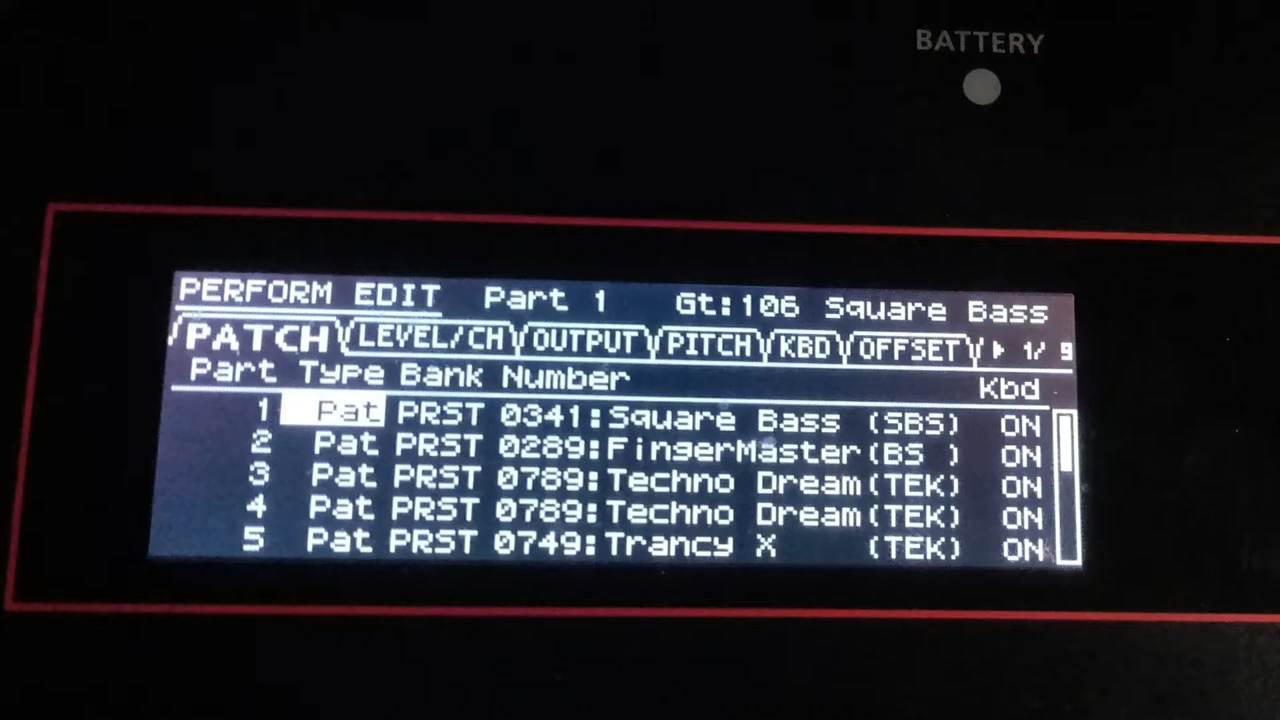 BATTERY
PERFORM EDIT Part 1 Gt:106 Square Bass
PATCH LEVEL/CH OUTPUT PITCH KBD OFFSET ▶ 1/ 9
Part Type Bank Number Kbd
1 Pat PRST 0341:Square Bass (SBS) ON
2 Pat PRST 0289:FingerMaster(BS ) ON
3 Pat PRST 0789:Techno Dream(TEK) ON
4 Pat PRST 0789:Techno Dream(TEK) ON
5 Pat PRST 0749:Trancy X (TEK) ON